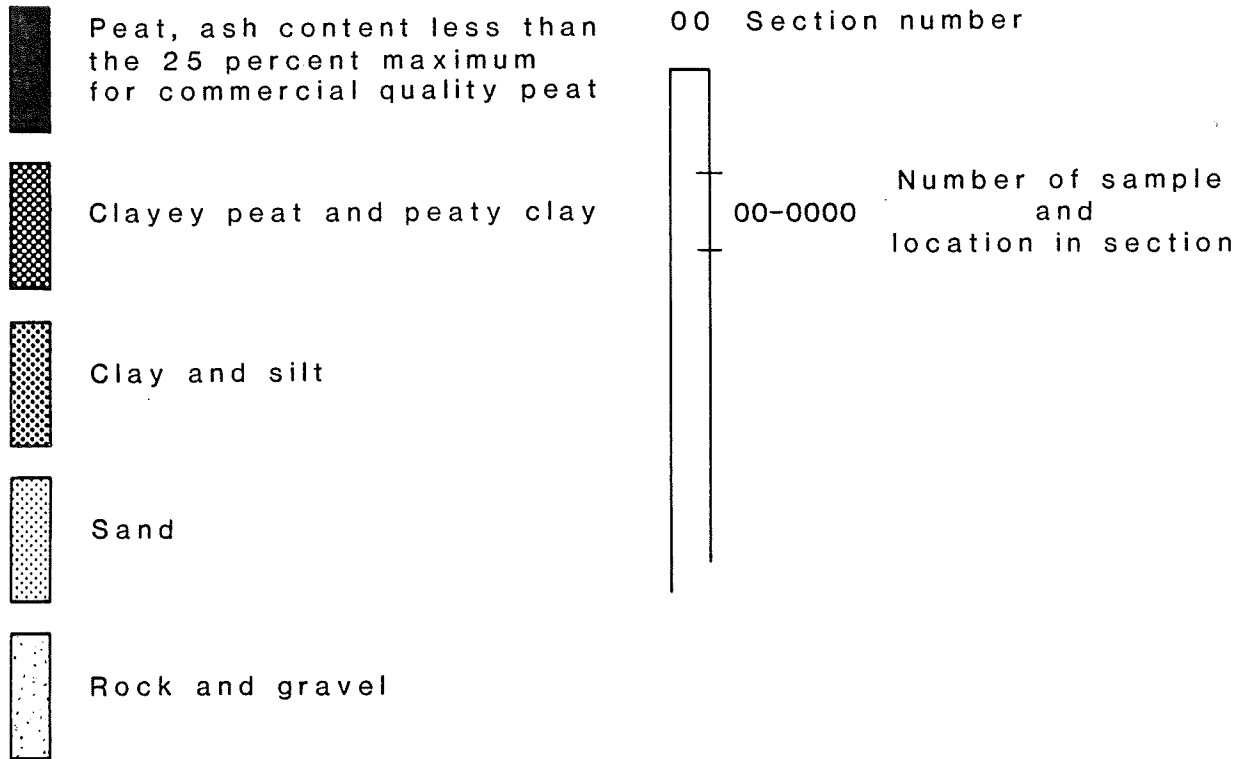 Peat, ash content less than
the 25 percent maximum
for commercial quality peat
Clayey peat and peaty clay
Clay and silt
Sand
Rock and gravel
00 Section number
00-0000
Number of sample
and
location in section